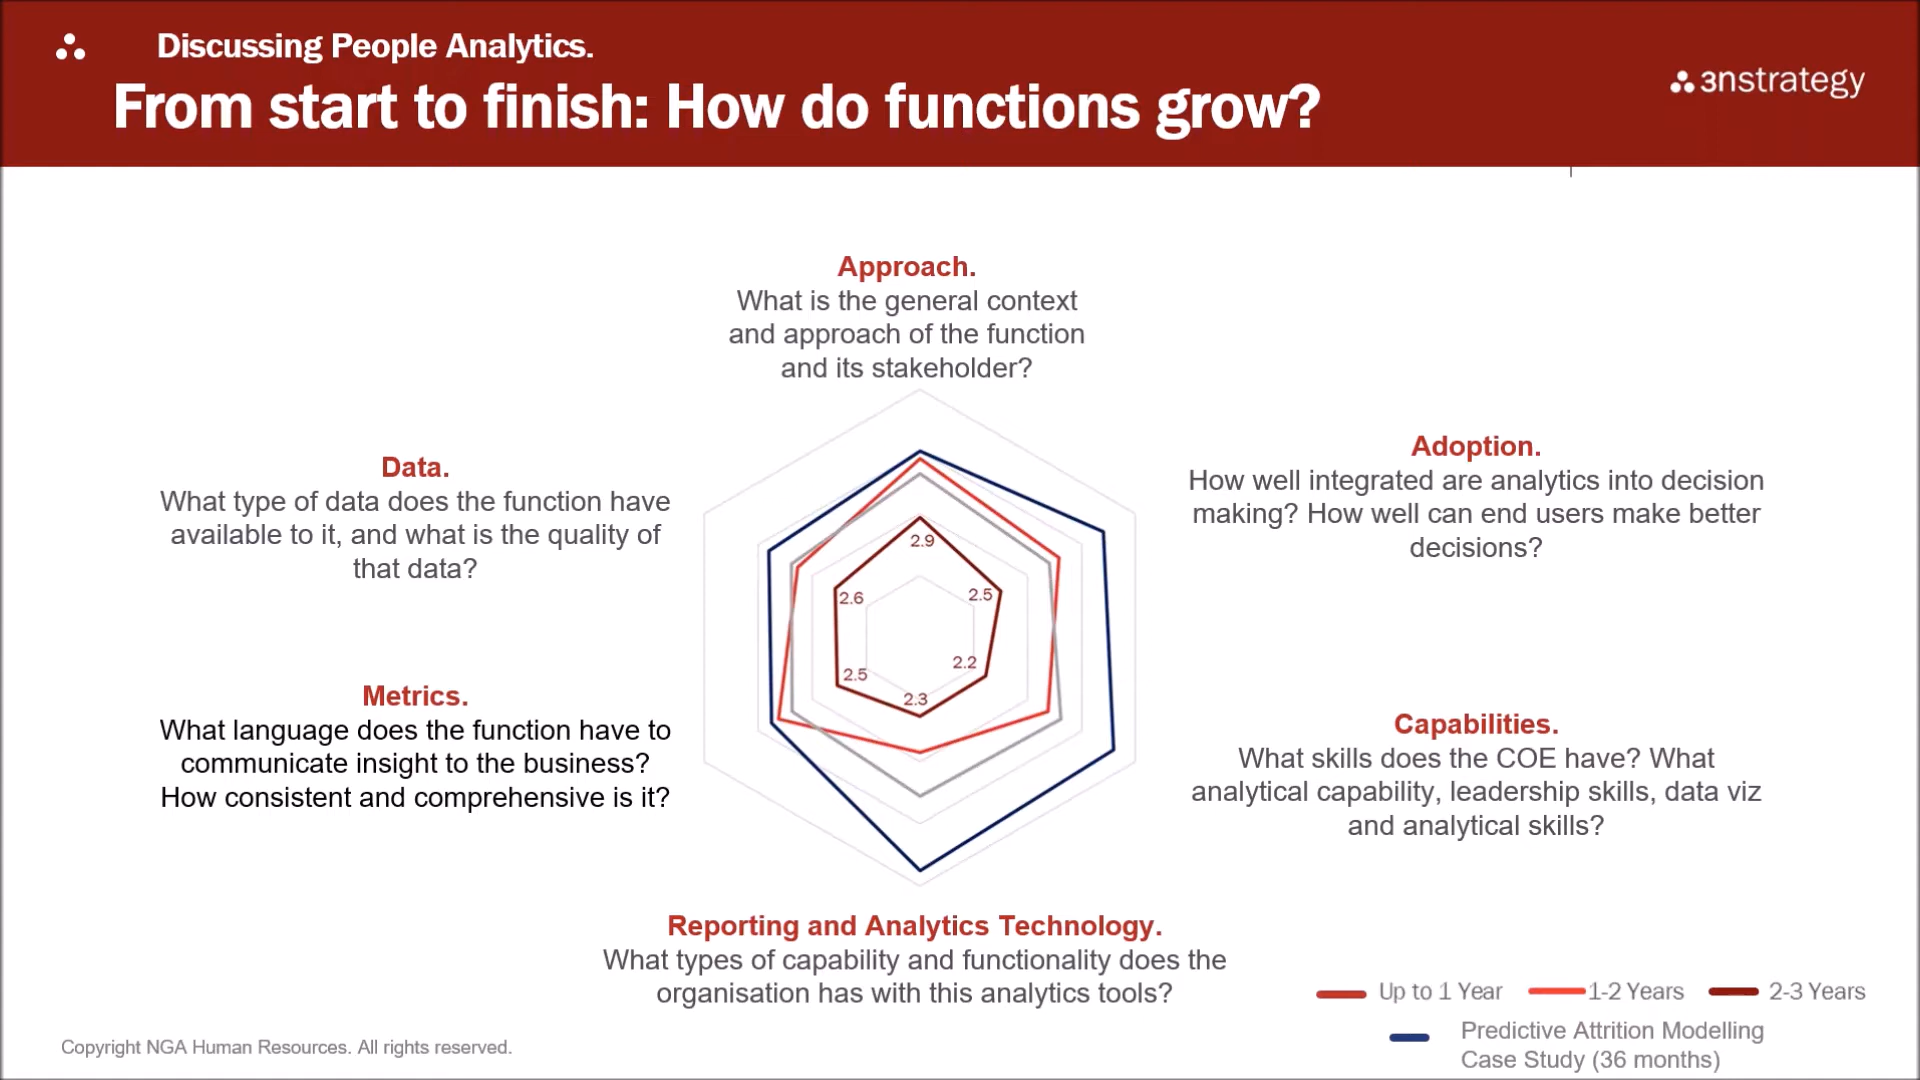 Discussing People Analytics.
From start to finish: How do functions grow?
3nstrategy
Approach.
What is the general context
and approach of the function
and its stakeholder?
Data.
What type of data does the function have
available to it, and what is the quality of
that data?
Adoption.
How well integrated are analytics into decision
making? How well can end users make better
decisions?
2.9
2.5
2.6
2.2
2.5
2.3
Metrics.
What language does the function have to
communicate insight to the business?
How consistent and comprehensive is it?
Capabilities.
What skills does the COE have? What
analytical capability, leadership skills, data viz
and analytical skills?
Reporting and Analytics Technology.
What types of capability and functionality does the
organisation has with this analytics tools?
Up to 1 Year
1-2 Years
2-3 Years
Predictive Attrition Modelling
Case Study (36 months)
Copyright NGA Human Resources. All rights reserved.